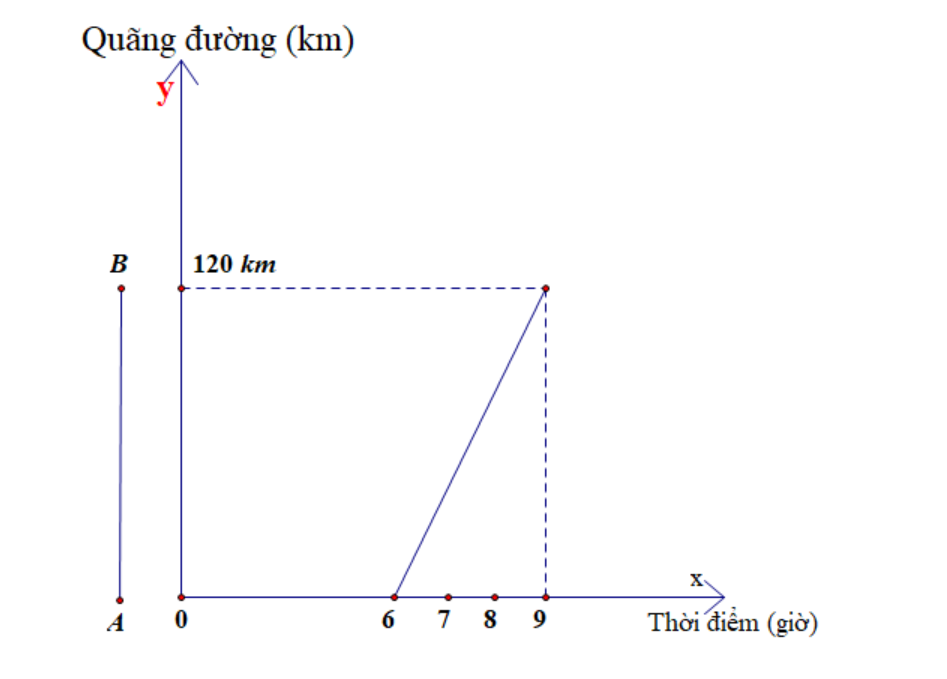 Quãng đường (km)
y
B
120 km
x
A
0
6
7
8
9
Thời điểm (giờ)